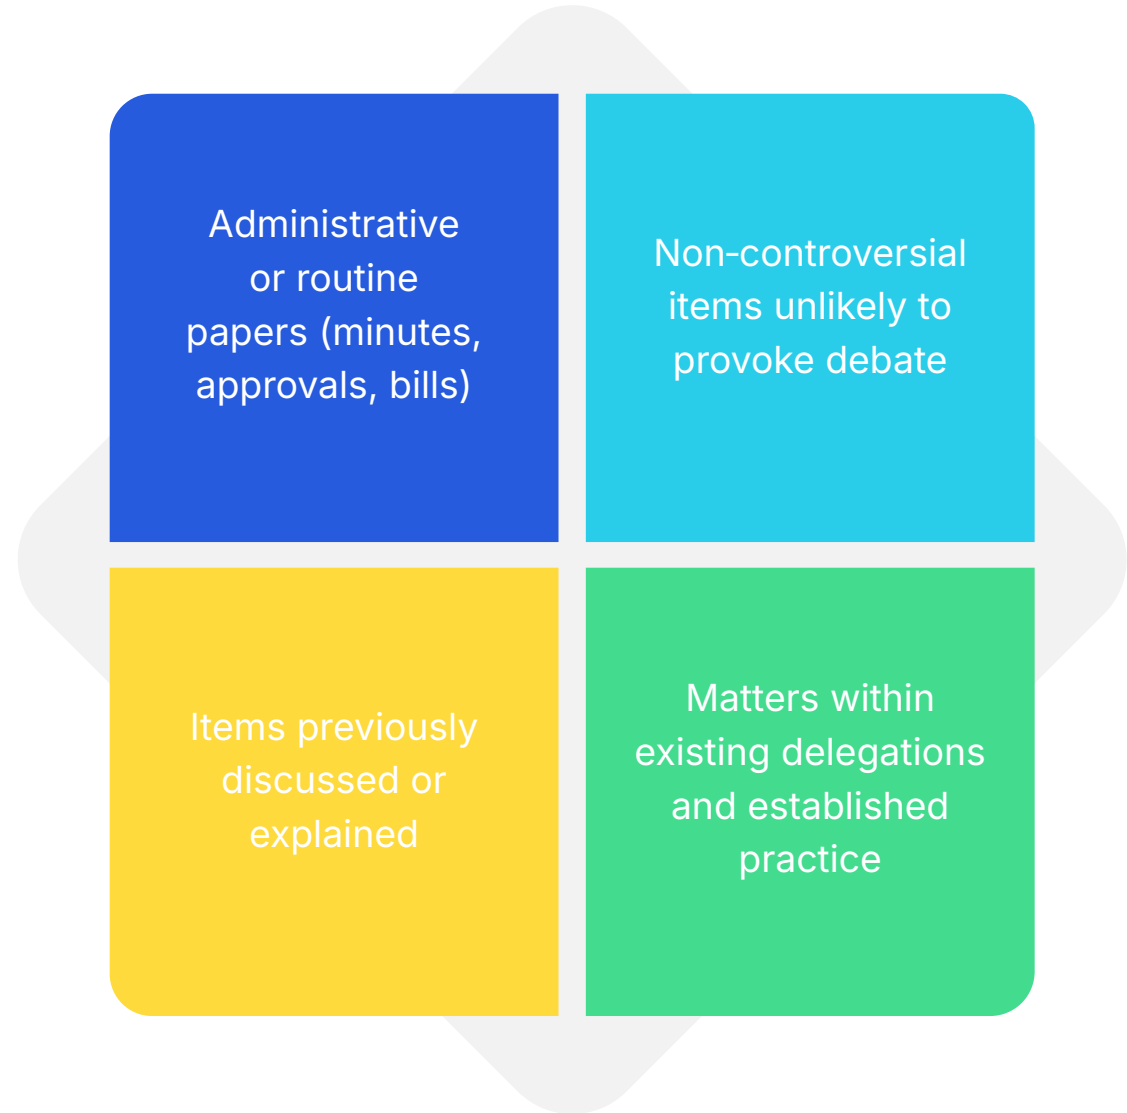 Administrative
or routine
papers (minutes,
approvals, bills)
Non-controversial
items unlikely to
provoke debate
Items previously
discussed or
explained
Matters within
existing delegations
and established
practice